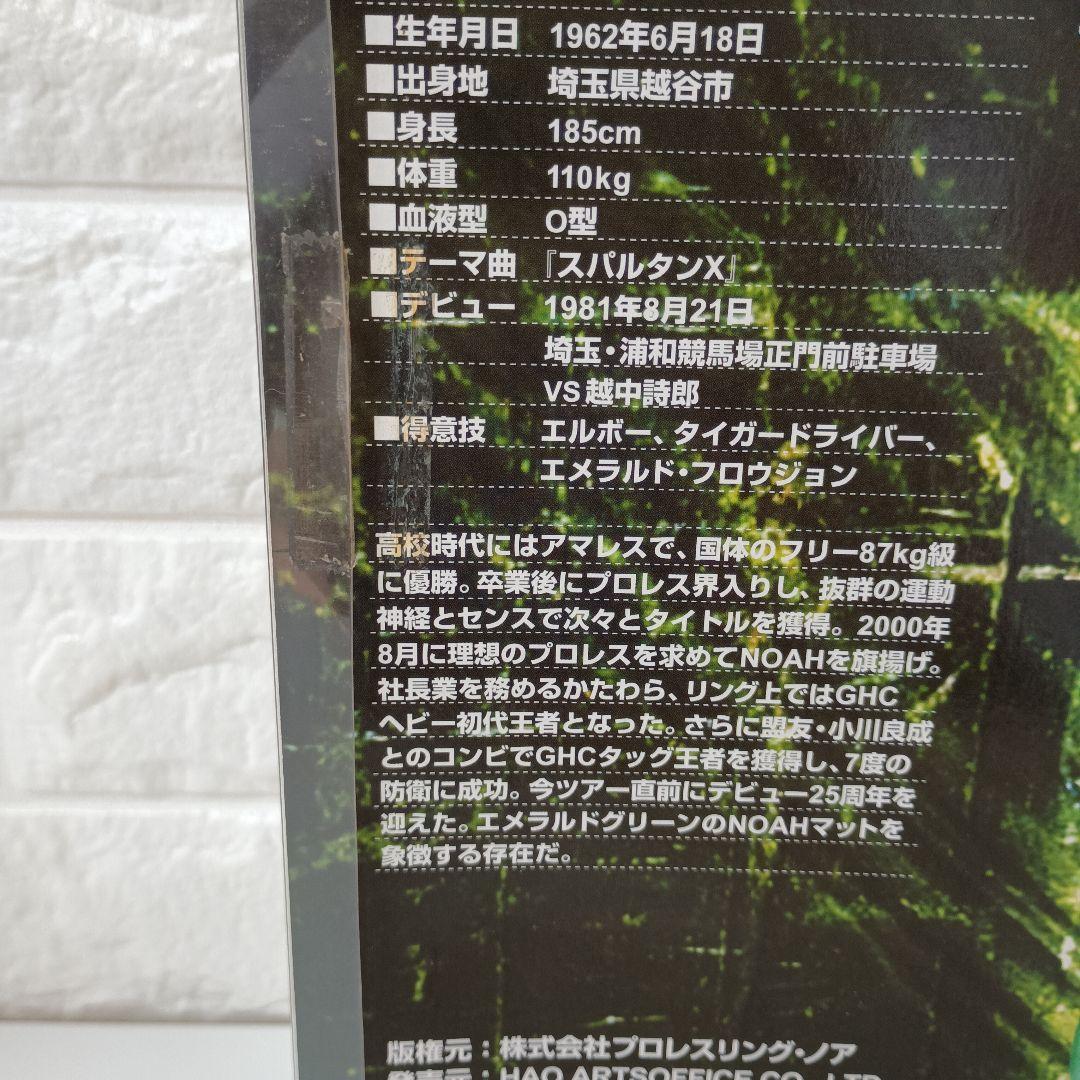 ■生年月日 1962年6月18日
■出身地 埼玉県越谷市
■身長 185cm
■体重 110kg
■血液型 O型
■テーマ曲 『スパルタンX』
■デビュー 1981年8月21日
埼玉・浦和競馬場正門前駐車場
VS越中詩郎
■得意技 エルボー、タイガードライバー、
エメラルド・フロウジョン
高校時代にはアマレスで、国体のフリー87kg級
に優勝。卒業後にプロレス界入りし、抜群の運動
神経とセンスで次々とタイトルを獲得。2000年
8月に理想のプロレスを求めてNOAHを旗揚げ。
社長業を務めるかたわら、リング上ではGHC
ヘビー初代王者となった。さらに盟友・小川良成
とのコンビでGHCタッグ王者を獲得し、7度の
防衛に成功。今ツアー直前にデビュー25周年を
迎えた。エメラルドグリーンのNOAHマットを
象徴する存在だ。
版権元：株式会社プロレスリング・ノア
発売元：HAO ARTSOFFICE CO., LTD